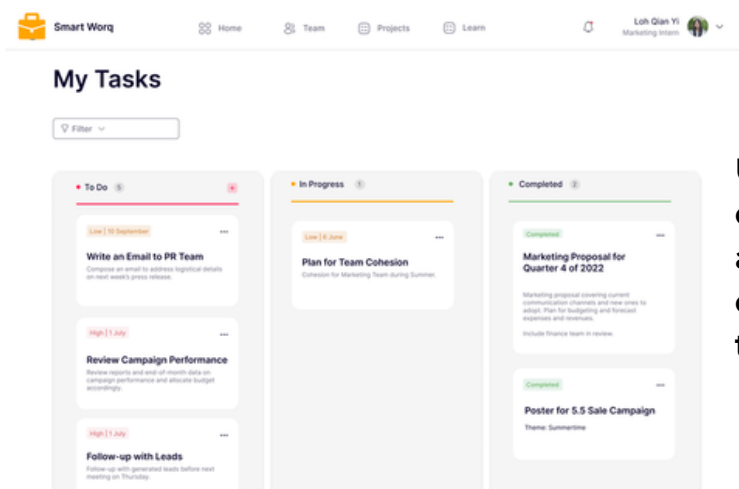 Smart Worq
Home
Team
Projects
Learn
Loh Qian Yi
Marketing Intern
My Tasks
Filter
To Do 5
+
Low | 10 September
Write an Email to PR Team
Compose an email to address logistical details
on next week's press release.
High | 1 July
Review Campaign Performance
Review reports and end-of-month data on
campaign performance and allocate budget
accordingly.
High | 1 July
Follow-up with Leads
Follow-up with generated leads before next
meeting on Thursday.
In Progress 1
Low | 6 June
Plan for Team Cohesion
Cohesion for Marketing Team during Summer.
Completed 2
Completed
Marketing Proposal for
Quarter 4 of 2022
Marketing proposal covering current
communication channels and new ones to
adopt. Plan for budgeting and forecast
expenses and revenues.
Include finance team in review.
Completed
Poster for 5.5 Sale Campaign
Theme: Summertime